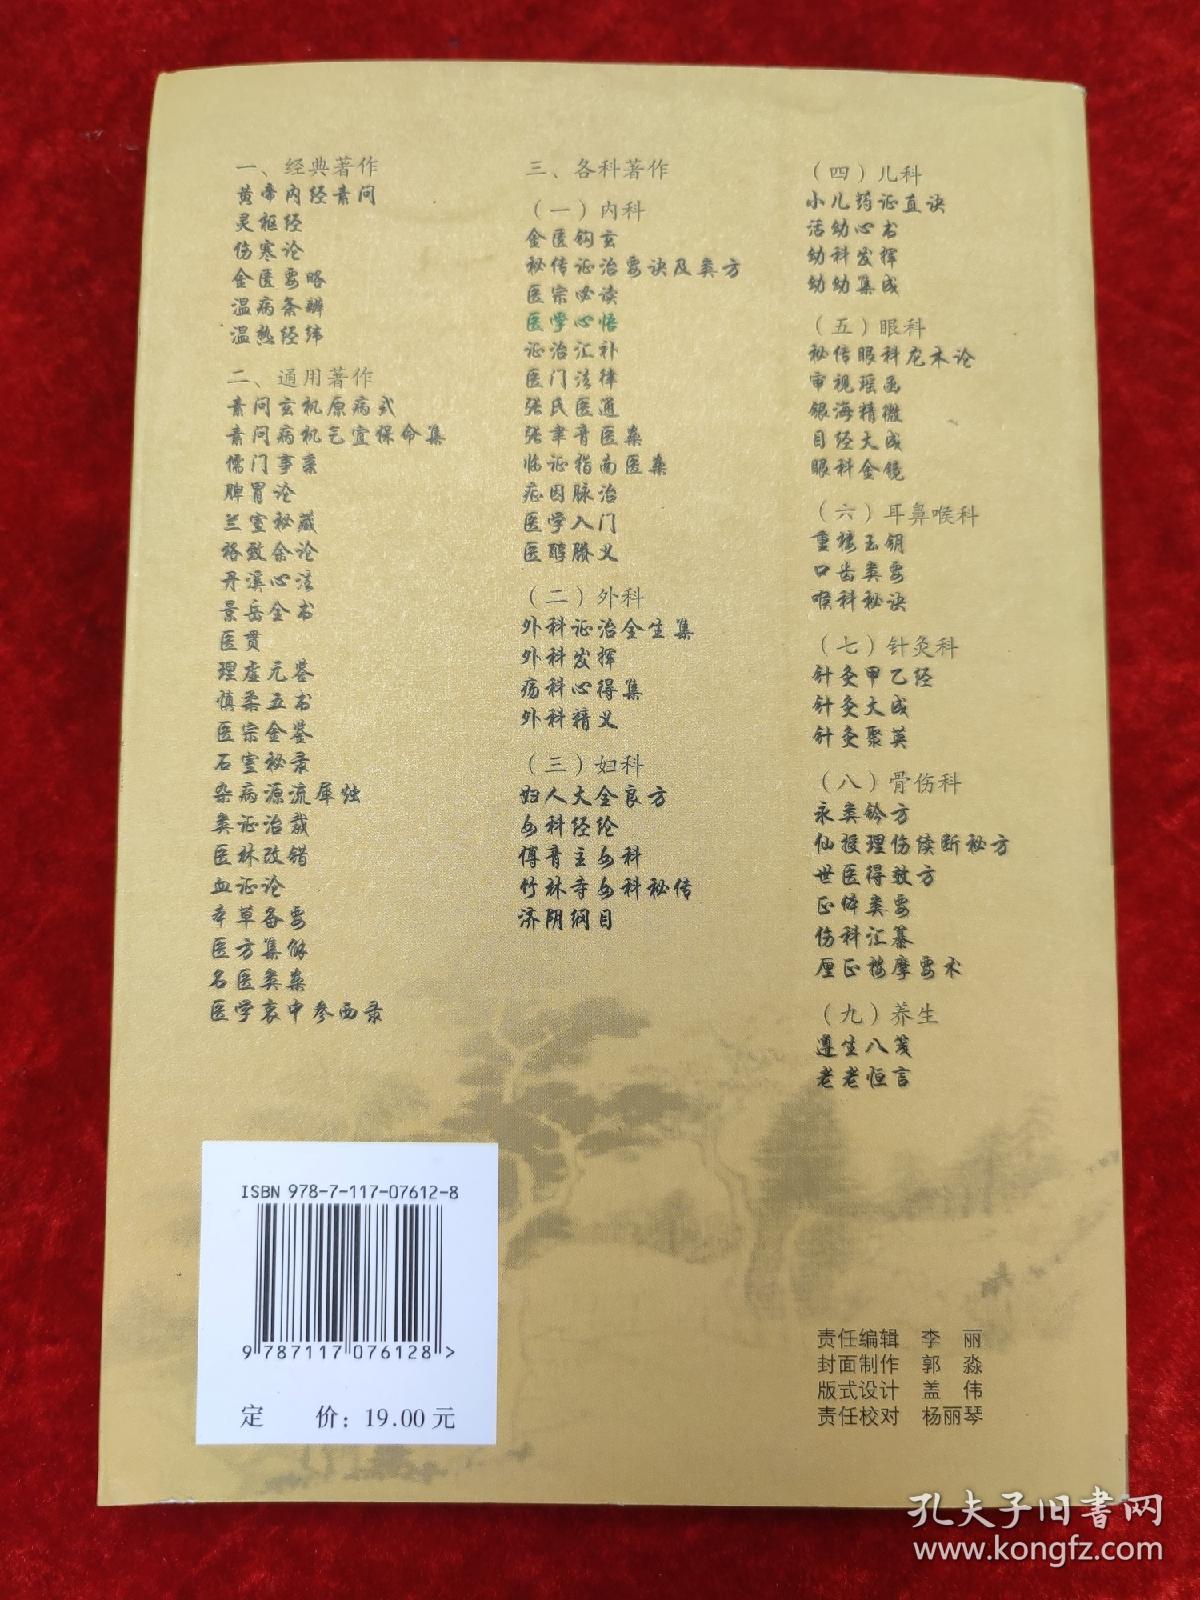 一、经典著作
黄帝内经素问
灵枢经
伤寒论
金匮要略
温病条辨
温热经纬
二、通用著作
素问玄机原病式
素问病机气宜保命集
儒门事亲
脾胃论
兰室秘藏
格致余论
丹溪心法
景岳全书
医贯
理虚元鉴
慎柔五书
医宗金鉴
石室秘录
杂病源流犀烛
类证治裁
医林改错
血证论
本草备要
医方集解
名医类案
医学衷中参西录
三、各科著作
（一）内科
金匮钩玄
秘传证治要诀及类方
医宗必读
医学心悟
证治汇补
医门法律
张氏医通
张聿青医案
临证指南医案
症因脉治
医学入门
医醇賸义
（二）外科
外科证治全生集
外科发挥
疡科心得集
外科精义
（三）妇科
妇人大全良方
女科经纶
傅青主女科
竹林寺女科秘传
济阴纲目
（四）儿科
小儿药证直诀
活幼心书
幼科发挥
幼幼集成
（五）眼科
秘传眼科龙木论
审视瑶函
银海精微
目经大成
眼科金镜
（六）耳鼻喉科
重楼玉钥
口齿类要
喉科秘诀
（七）针灸科
针灸甲乙经
针灸大成
针灸聚英
（八）骨伤科
永类钤方
仙授理伤续断秘方
世医得效方
正体类要
伤科汇纂
厘正按摩要术
（九）养生
遵生八笺
老老恒言
ISBN 978-7-117-07612-8
9 787117 076128 >
定 价：19.00元
责任编辑 李 丽
封面制作 郭 淼
版式设计 盖 伟
责任校对 杨丽琴
孔夫子旧书网
www.kongfz.com